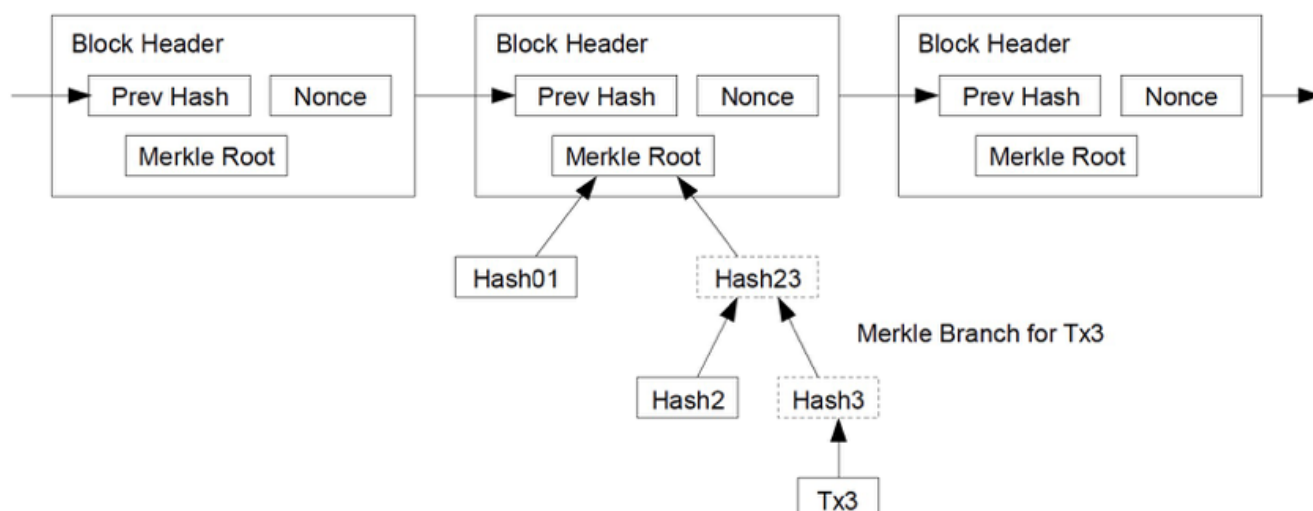 Block Header
Block Header
Block Header
Prev Hash
Nonce
Prev Hash
Nonce
Prev Hash
Nonce
Merkle Root
Merkle Root
Merkle Root
Hash01
Hash23
Merkle Branch for Tx3
Hash2
Hash3
Tx3